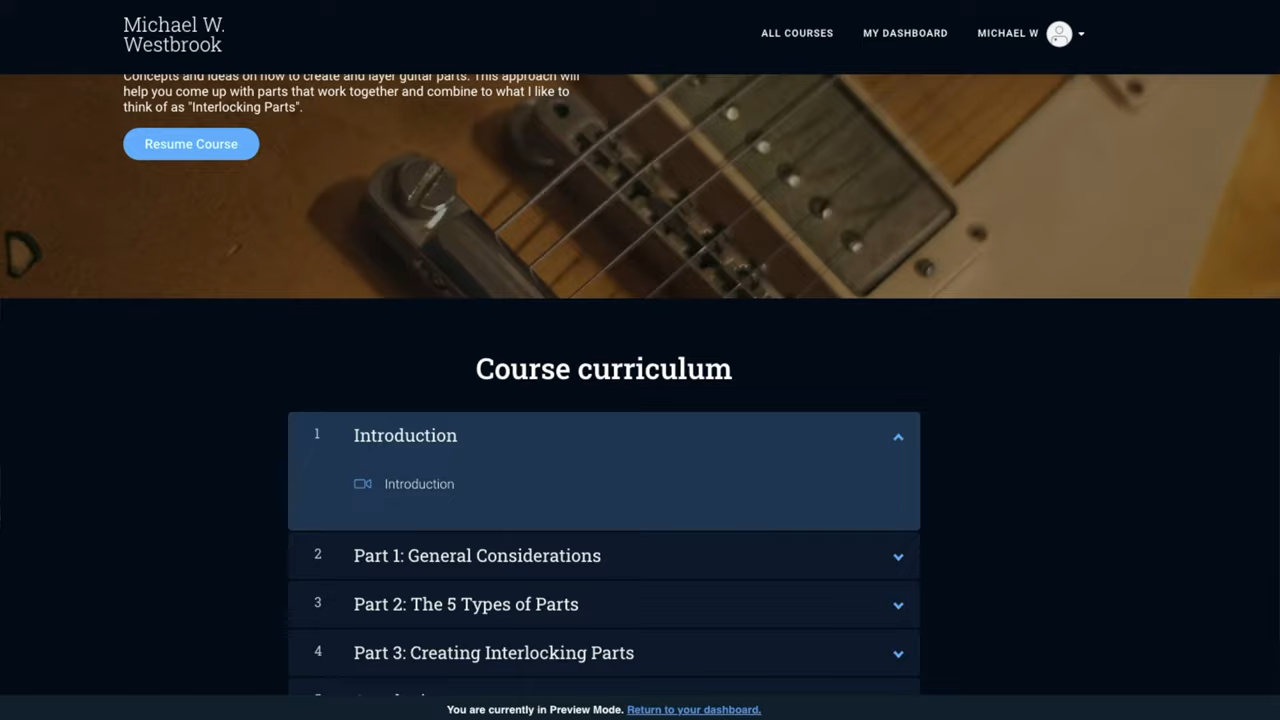 Michael W.
Westbrook
ALL COURSES
MY DASHBOARD
MICHAEL W
Concepts and ideas on how to create and layer guitar parts. This approach will
help you come up with parts that work together and combine to what I like to
think of as "Interlocking Parts".
Resume Course
Course curriculum
1 Introduction
Introduction
2 Part 1: General Considerations
3 Part 2: The 5 Types of Parts
4 Part 3: Creating Interlocking Parts
You are currently in Preview Mode. Return to your dashboard.